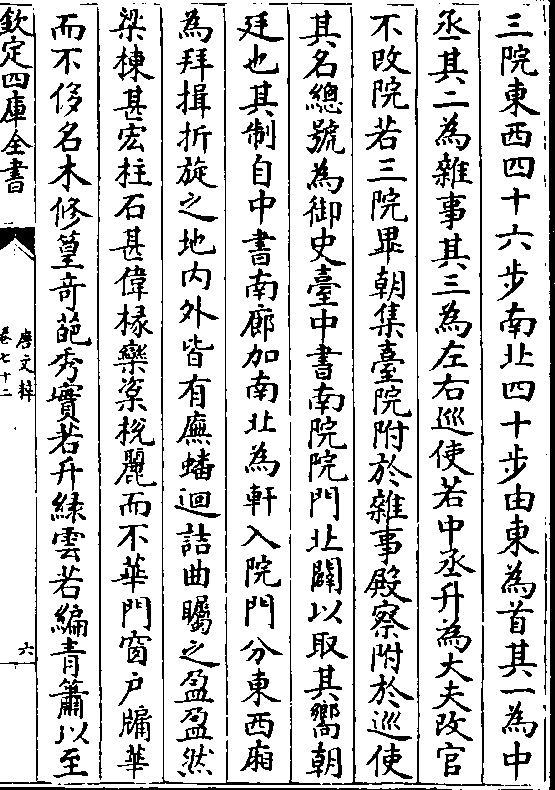 三院東西四十六步南北四十步由東為首其一為中
丞其二為雜事其三為左右巡使若中丞升為大夫改官
不改院若三院畢朝集臺院附於雜事殿察附於巡使
其名總號為御史臺中書南院院門北闢以取其嚮朝
廷也其制自中書南廊加南北為軒入院門分東西廂
為拜揖折旋之地内外皆有廡蟠迴詰曲矚之盈盈然
梁棟甚宏柱石甚偉椽欒楶梲麗而不華門窗戶牖華
而不侈名木修篁奇葩秀實若升緑雲若編青簫以至
欽定四庫全書
唐文粹
卷七十二
六